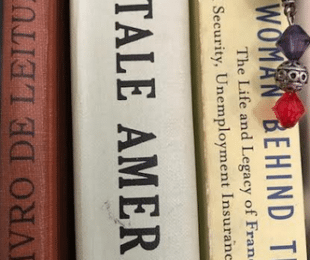 IVRO DE LEITU
TALE AMER
WOMAN BEHIND T
The Life and Legacy of Fran
Security, Unemployment Insuranc